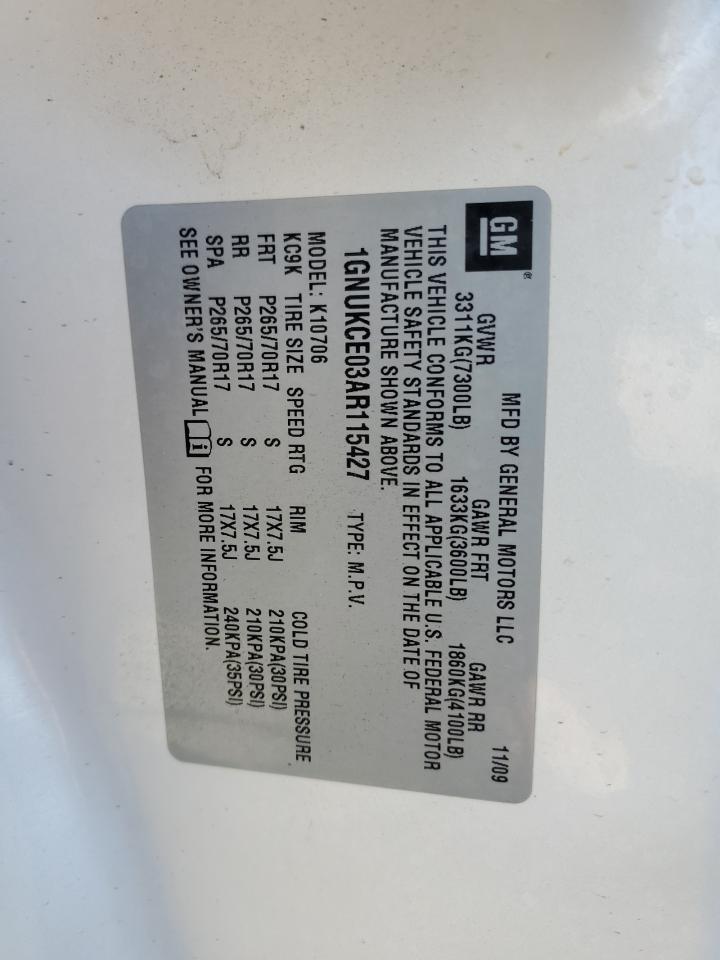 GM ®
MFD BY GENERAL MOTORS LLC 11/09
GVWR GAWR FRT GAWR RR
3311KG(7300LB) 1633KG(3600LB) 1860KG(4100LB)
THIS VEHICLE CONFORMS TO ALL APPLICABLE U.S. FEDERAL MOTOR
VEHICLE SAFETY STANDARDS IN EFFECT ON THE DATE OF
MANUFACTURE SHOWN ABOVE.
1GNUKCE03AR115427 TYPE: M.P.V.
MODEL: K10706
KC9K TIRE SIZE SPEED RTG RIM COLD TIRE PRESSURE
FRT P265/70R17 S 17X7.5J 210KPA(30PSI)
RR P265/70R17 S 17X7.5J 210KPA(30PSI)
SPA P265/70R17 S 17X7.5J 240KPA(35PSI)
SEE OWNER'S MANUAL i FOR MORE INFORMATION.